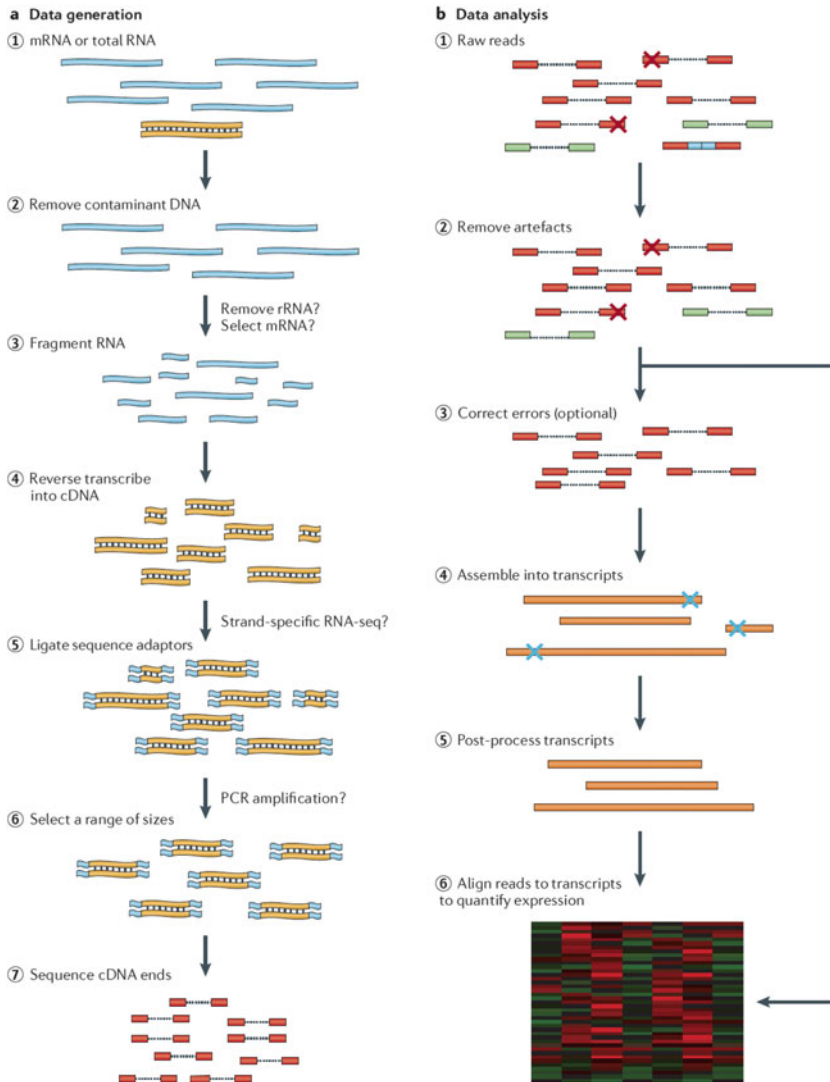 a Data generation
① mRNA or total RNA
② Remove contaminant DNA
Remove rRNA?
Select mRNA?
③ Fragment RNA
④ Reverse transcribe
into cDNA
Strand-specific RNA-seq?
⑤ Ligate sequence adaptors
PCR amplification?
⑥ Select a range of sizes
⑦ Sequence cDNA ends
b Data analysis
① Raw reads
② Remove artefacts
③ Correct errors (optional)
④ Assemble into transcripts
⑤ Post-process transcripts
⑥ Align reads to transcripts
to quantify expression